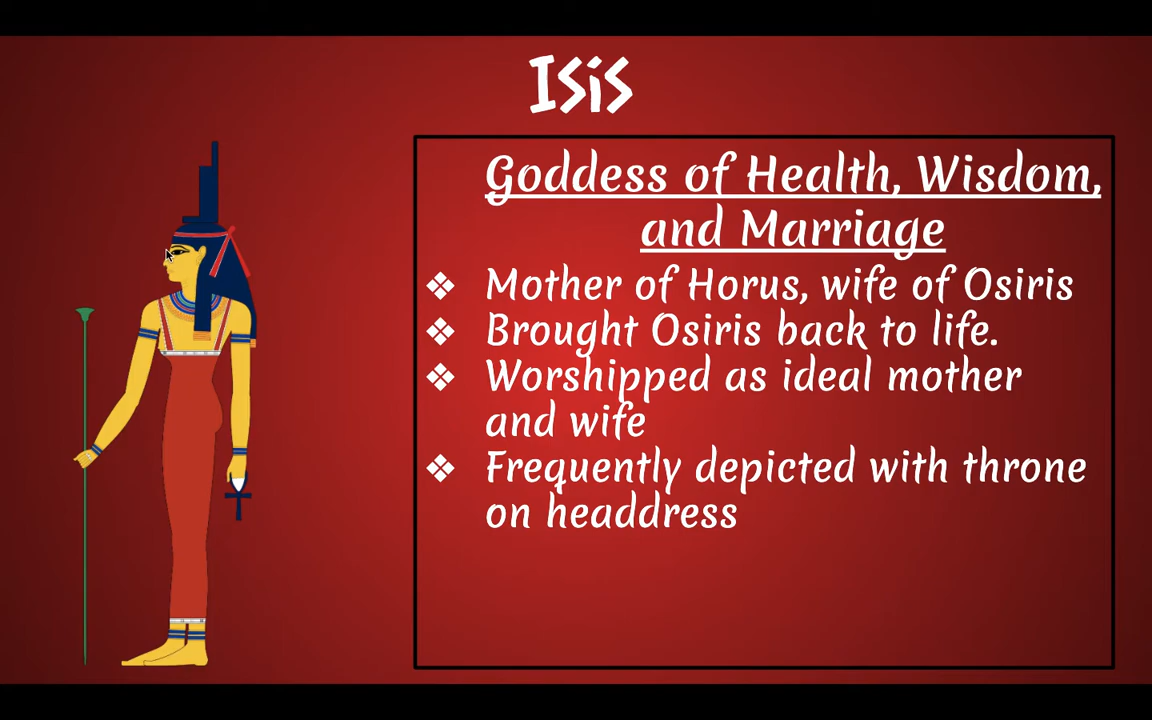 Isis
Goddess of Health, Wisdom,
and Marriage
❖ Mother of Horus, wife of Osiris
❖ Brought Osiris back to life.
❖ Worshipped as ideal mother
and wife
❖ Frequently depicted with throne
on headdress